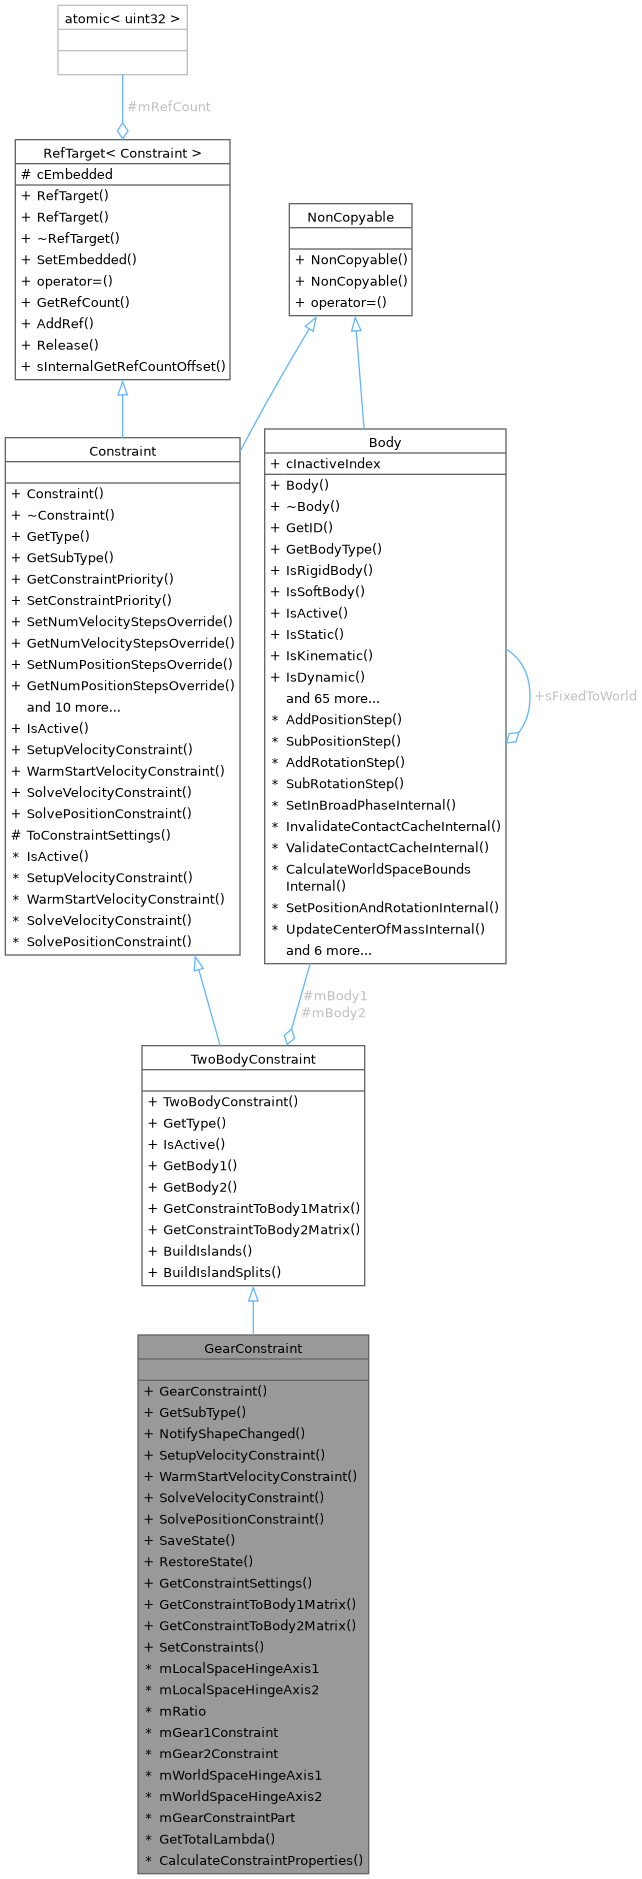 atomic< uint32 >
#mRefCount
RefTarget< Constraint >
# cEmbedded
+ RefTarget()
+ RefTarget()
+ ~RefTarget()
+ SetEmbedded()
+ operator=()
+ GetRefCount()
+ AddRef()
+ Release()
+ sInternalGetRefCountOffset()
NonCopyable
+ NonCopyable()
+ NonCopyable()
+ operator=()
Constraint
+ Constraint()
+ ~Constraint()
+ GetType()
+ GetSubType()
+ GetConstraintPriority()
+ SetConstraintPriority()
+ SetNumVelocityStepsOverride()
+ GetNumVelocityStepsOverride()
+ SetNumPositionStepsOverride()
+ GetNumPositionStepsOverride()
and 10 more...
+ IsActive()
+ SetupVelocityConstraint()
+ WarmStartVelocityConstraint()
+ SolveVelocityConstraint()
+ SolvePositionConstraint()
# ToConstraintSettings()
* IsActive()
* SetupVelocityConstraint()
* WarmStartVelocityConstraint()
* SolveVelocityConstraint()
* SolvePositionConstraint()
Body
+ cInactiveIndex
+ Body()
+ ~Body()
+ GetID()
+ GetBodyType()
+ IsRigidBody()
+ IsSoftBody()
+ IsActive()
+ IsStatic()
+ IsKinematic()
+ IsDynamic()
and 65 more...
* AddPositionStep()
* SubPositionStep()
* AddRotationStep()
* SubRotationStep()
* SetInBroadPhaseInternal()
* InvalidateContactCacheInternal()
* ValidateContactCacheInternal()
* CalculateWorldSpaceBounds
Internal()
* SetPositionAndRotationInternal()
* UpdateCenterOfMassInternal()
and 6 more...
+sFixedToWorld
#mBody1
#mBody2
TwoBodyConstraint
+ TwoBodyConstraint()
+ GetType()
+ IsActive()
+ GetBody1()
+ GetBody2()
+ GetConstraintToBody1Matrix()
+ GetConstraintToBody2Matrix()
+ BuildIslands()
+ BuildIslandSplits()
GearConstraint
+ GearConstraint()
+ GetSubType()
+ NotifyShapeChanged()
+ SetupVelocityConstraint()
+ WarmStartVelocityConstraint()
+ SolveVelocityConstraint()
+ SolvePositionConstraint()
+ SaveState()
+ RestoreState()
+ GetConstraintSettings()
+ GetConstraintToBody1Matrix()
+ GetConstraintToBody2Matrix()
+ SetConstraints()
* mLocalSpaceHingeAxis1
* mLocalSpaceHingeAxis2
* mRatio
* mGear1Constraint
* mGear2Constraint
* mWorldSpaceHingeAxis1
* mWorldSpaceHingeAxis2
* mGearConstraintPart
* GetTotalLambda()
* CalculateConstraintProperties()